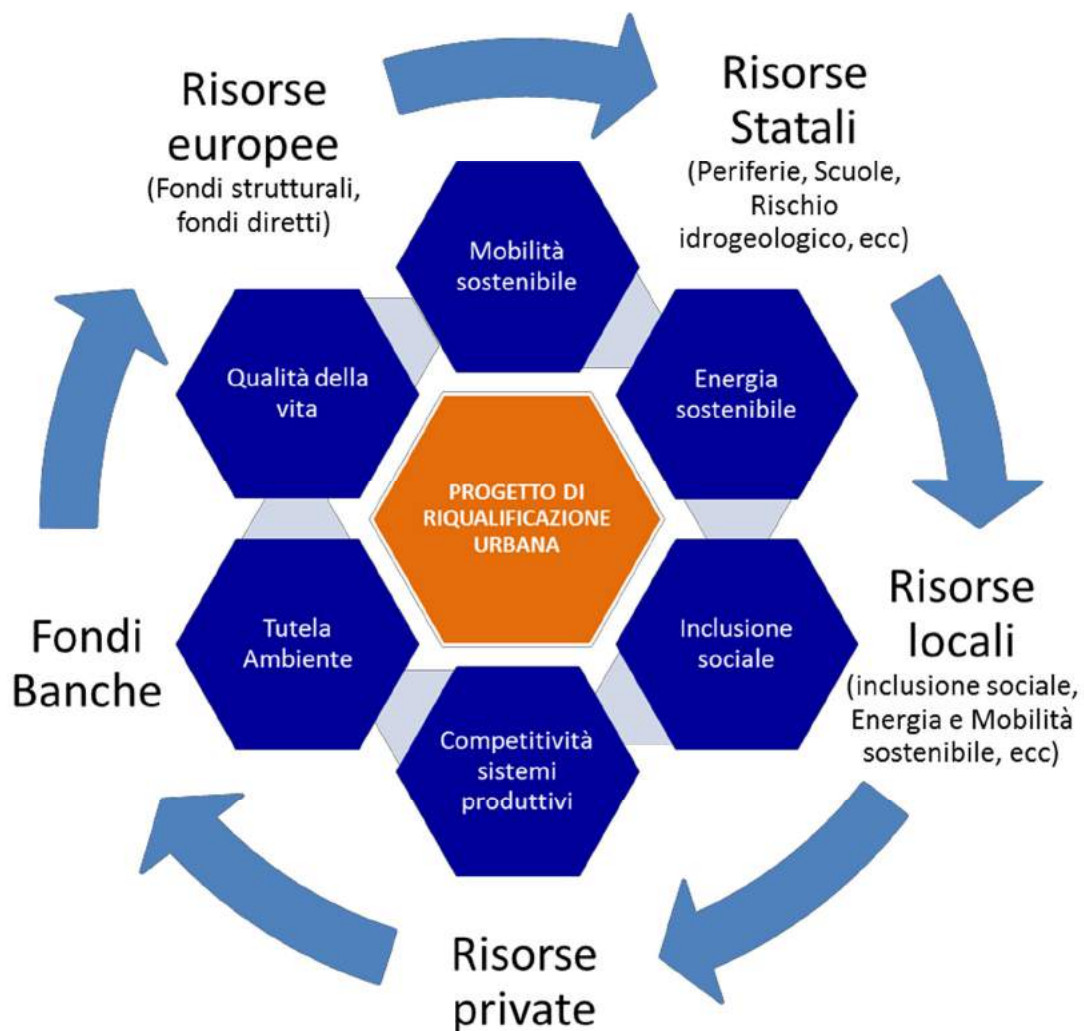 Risorse
europee
(Fondi strutturali,
fondi diretti)
Risorse
Statali
(Periferie, Scuole,
Rischio
idrogeologico, ecc)
Mobilità
sostenibile
Qualità della
vita
Energia
sostenibile
PROGETTO DI
RIQUALIFICAZIONE
URBANA
Fondi
Banche
Tutela
Ambiente
Inclusione
sociale
Risorse
locali
(inclusione sociale,
Energia e Mobilità
sostenibile, ecc)
Competitività
sistemi
produttivi
Risorse
private